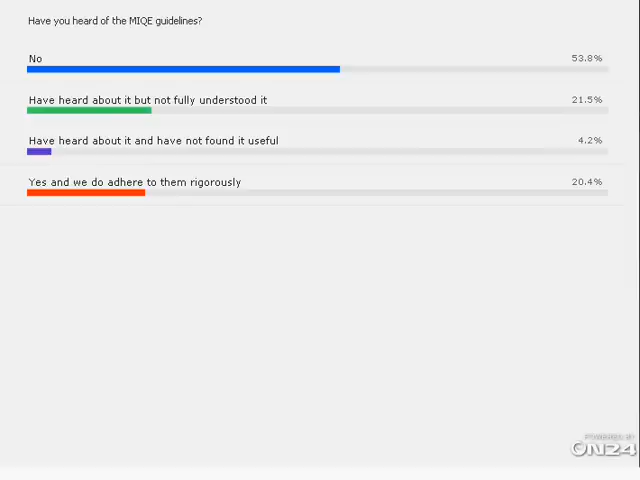 Have you heard of the MIQE guidelines?
No 53.8%
Have heard about it but not fully understood it 21.5%
Have heard about it and have not found it useful 4.2%
Yes and we do adhere to them rigorously 20.4%
POWERED BY
ON24